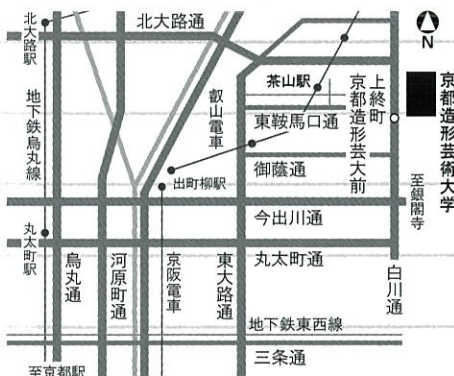 北大路通
北大路駅
N
茶山駅
叡山電車
上終町
京都造形芸大前
京都造形芸術大学
地下鉄烏丸線
東鞍馬口通
御蔭通
出町柳駅
至銀閣寺
今出川通
丸太町駅
烏丸通
河原町通
京阪電車
東大路通
丸太町通
白川通
地下鉄東西線
三条通
至京都駅